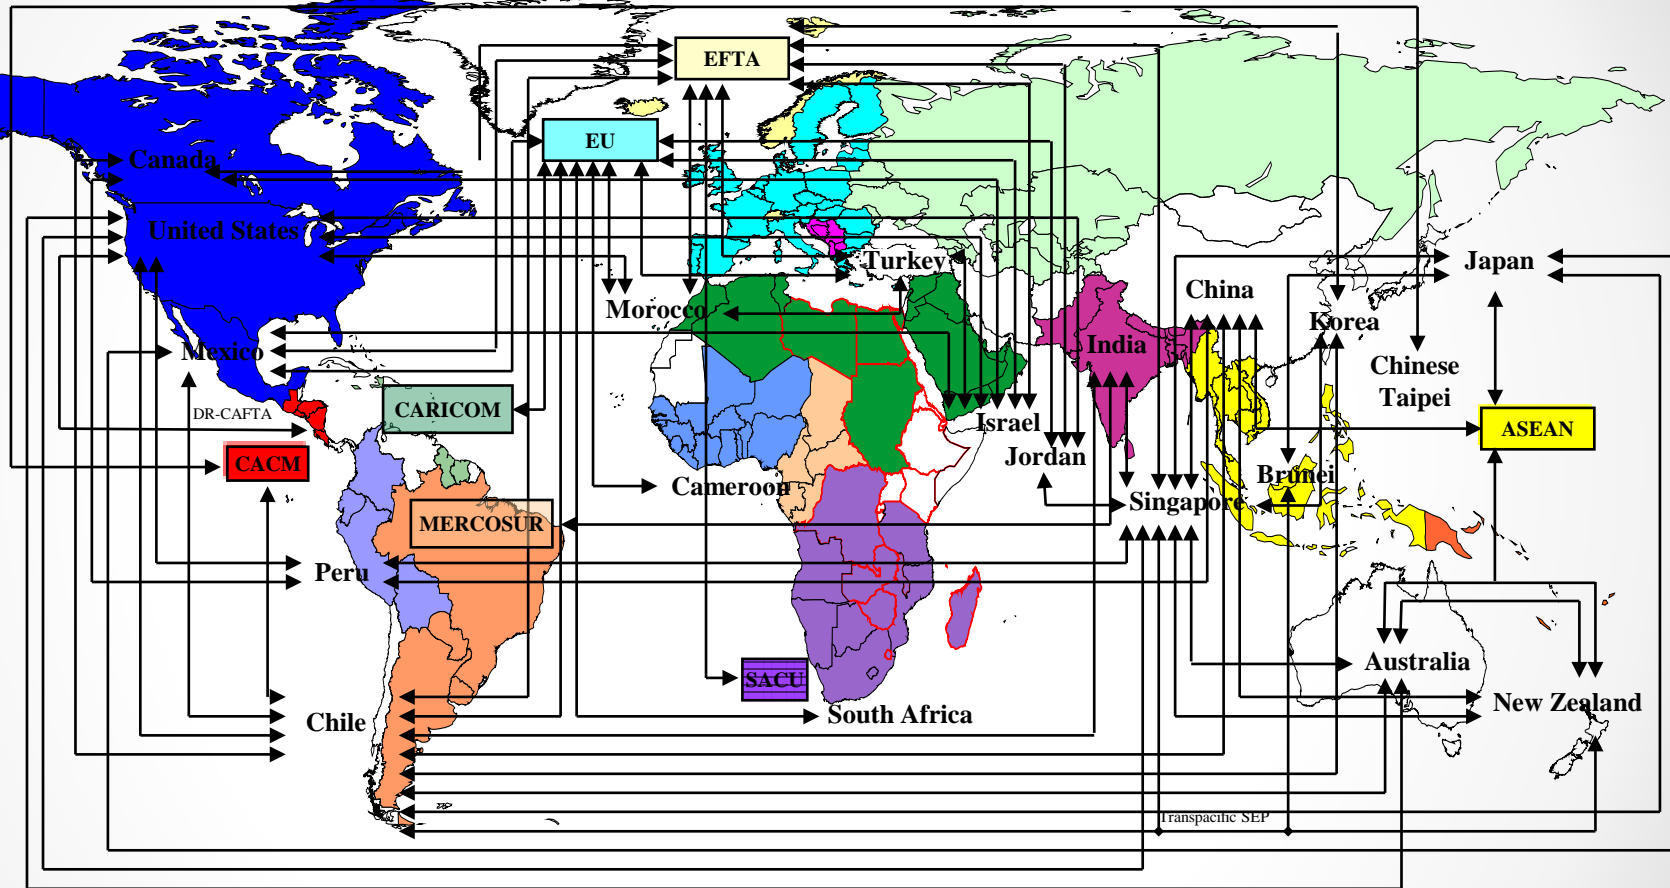 EFTA
EU
Canada
United States
Turkey
Japan
China
Morocco
Korea
India
Mexico
Chinese
Taipei
CARICOM
DR-CAFTA
Israel
ASEAN
Jordan
CACM
Brunei
Cameroon
Singapore
MERCOSUR
Peru
Australia
SACU
New Zealand
South Africa
Chile
Transpacific SEP